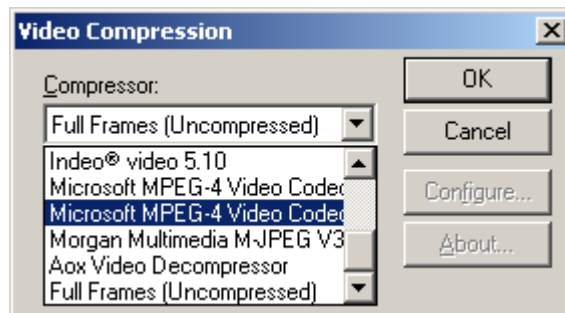 Video Compression
Compressor:
Full Frames (Uncompressed)
Indeo® video 5.10
Microsoft MPEG-4 Video Codec
Microsoft MPEG-4 Video Codec
Morgan Multimedia M-JPEG V3
Aox Video Decompressor
Full Frames (Uncompressed)
OK
Cancel
Configure...
About...